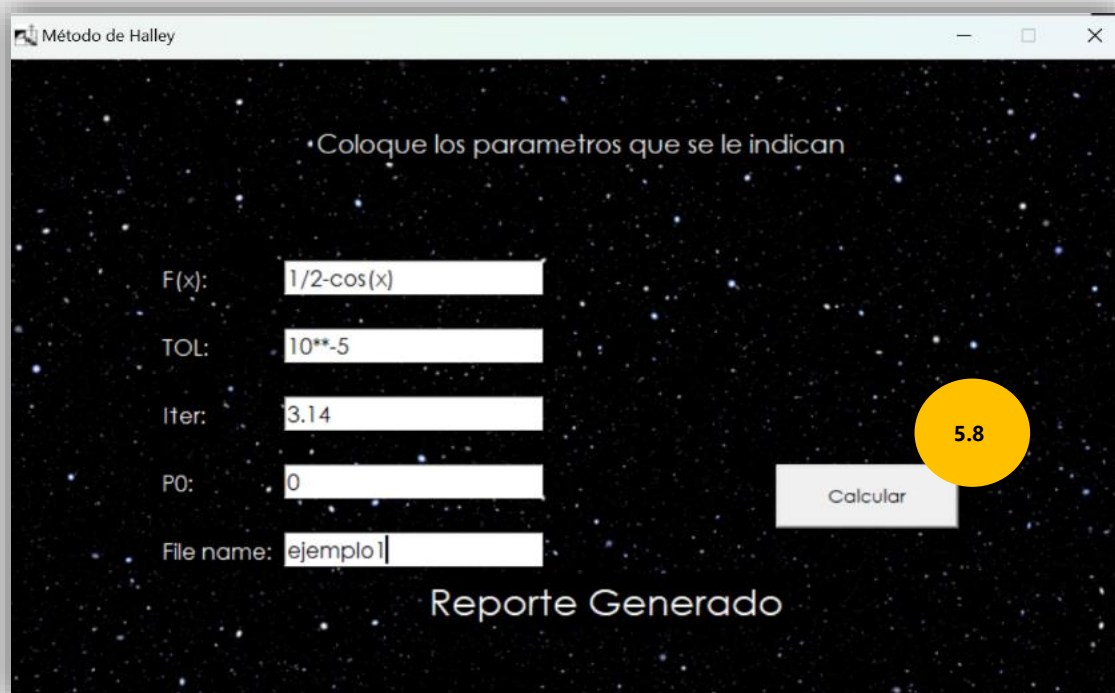 Método de Halley
Coloque los parametros que se le indican
F(x): 1/2-cos(x)
TOL: 10**-5
Iter: 3.14
5.8
P0: 0
Calcular
File name: ejemplo1
Reporte Generado